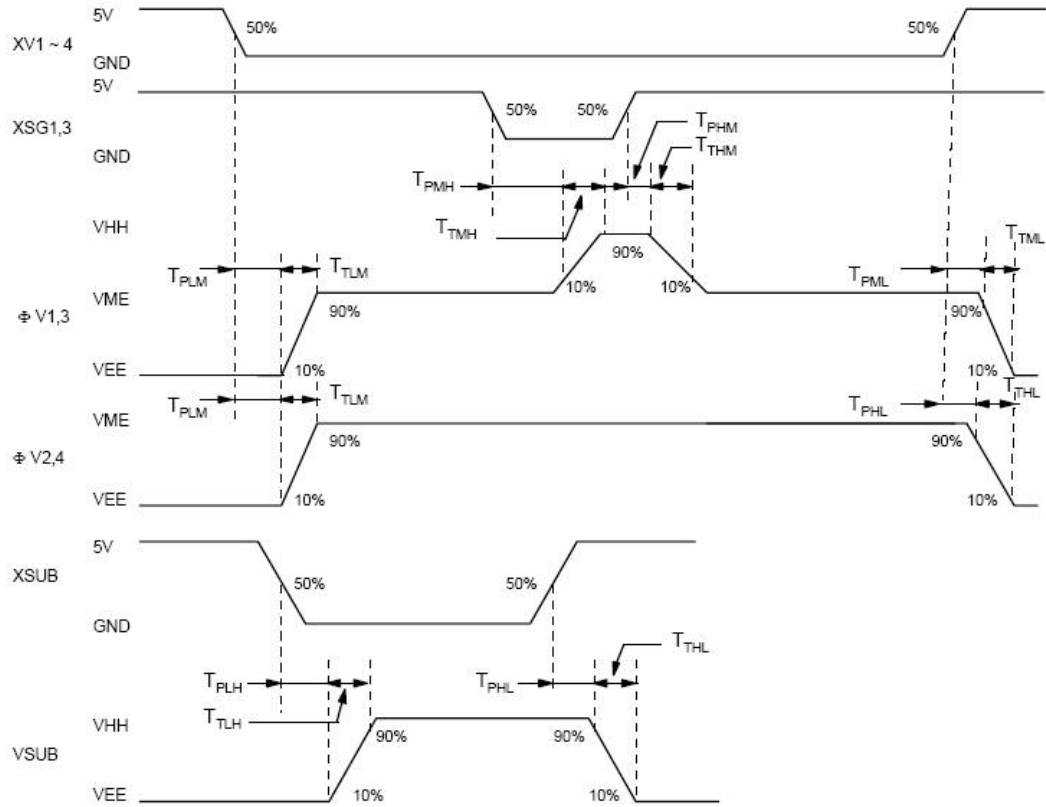 5V
50%
50%
XV1 ~ 4
GND
5V
50%
50%
XSG1,3
T_PHM
T_THM
GND
T_PMH
T_TMH
VHH
90%
T_TML
T_PLM
T_TLM
T_PML
VME
90%
10%
10%
90%
Φ V1,3
VEE
10%
10%
T_PLM
T_TLM
T_PHL
T_THL
VME
90%
90%
Φ V2,4
VEE
10%
10%
5V
XSUB
50%
50%
GND
T_THL
T_PLH
T_PHL
T_TLH
VHH
90%
90%
VSUB
VEE
10%
10%